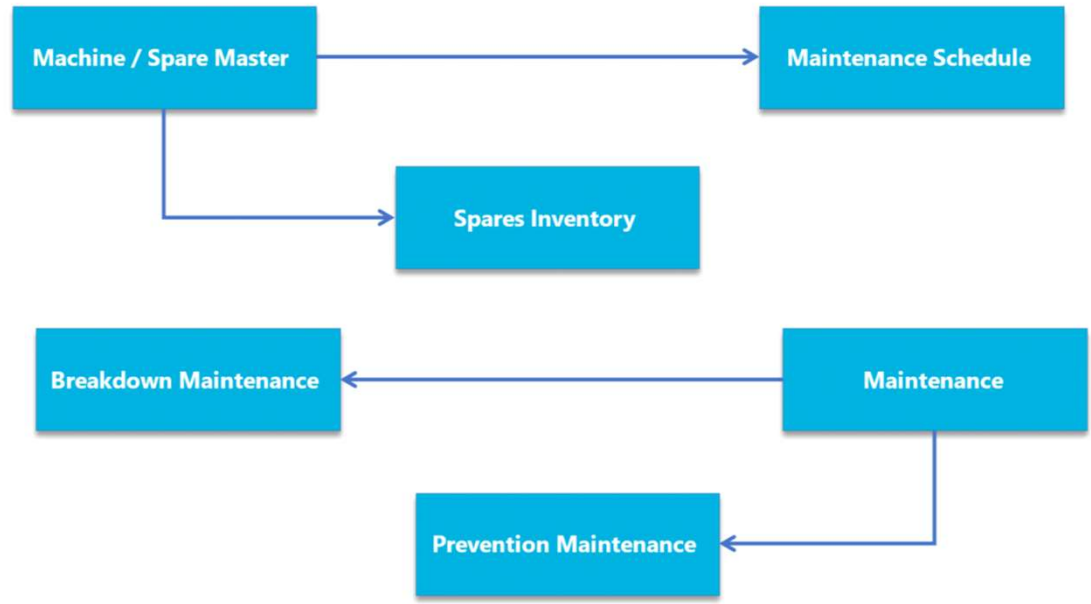 Machine / Spare Master
Maintenance Schedule
Spares Inventory
Breakdown Maintenance
Maintenance
Prevention Maintenance